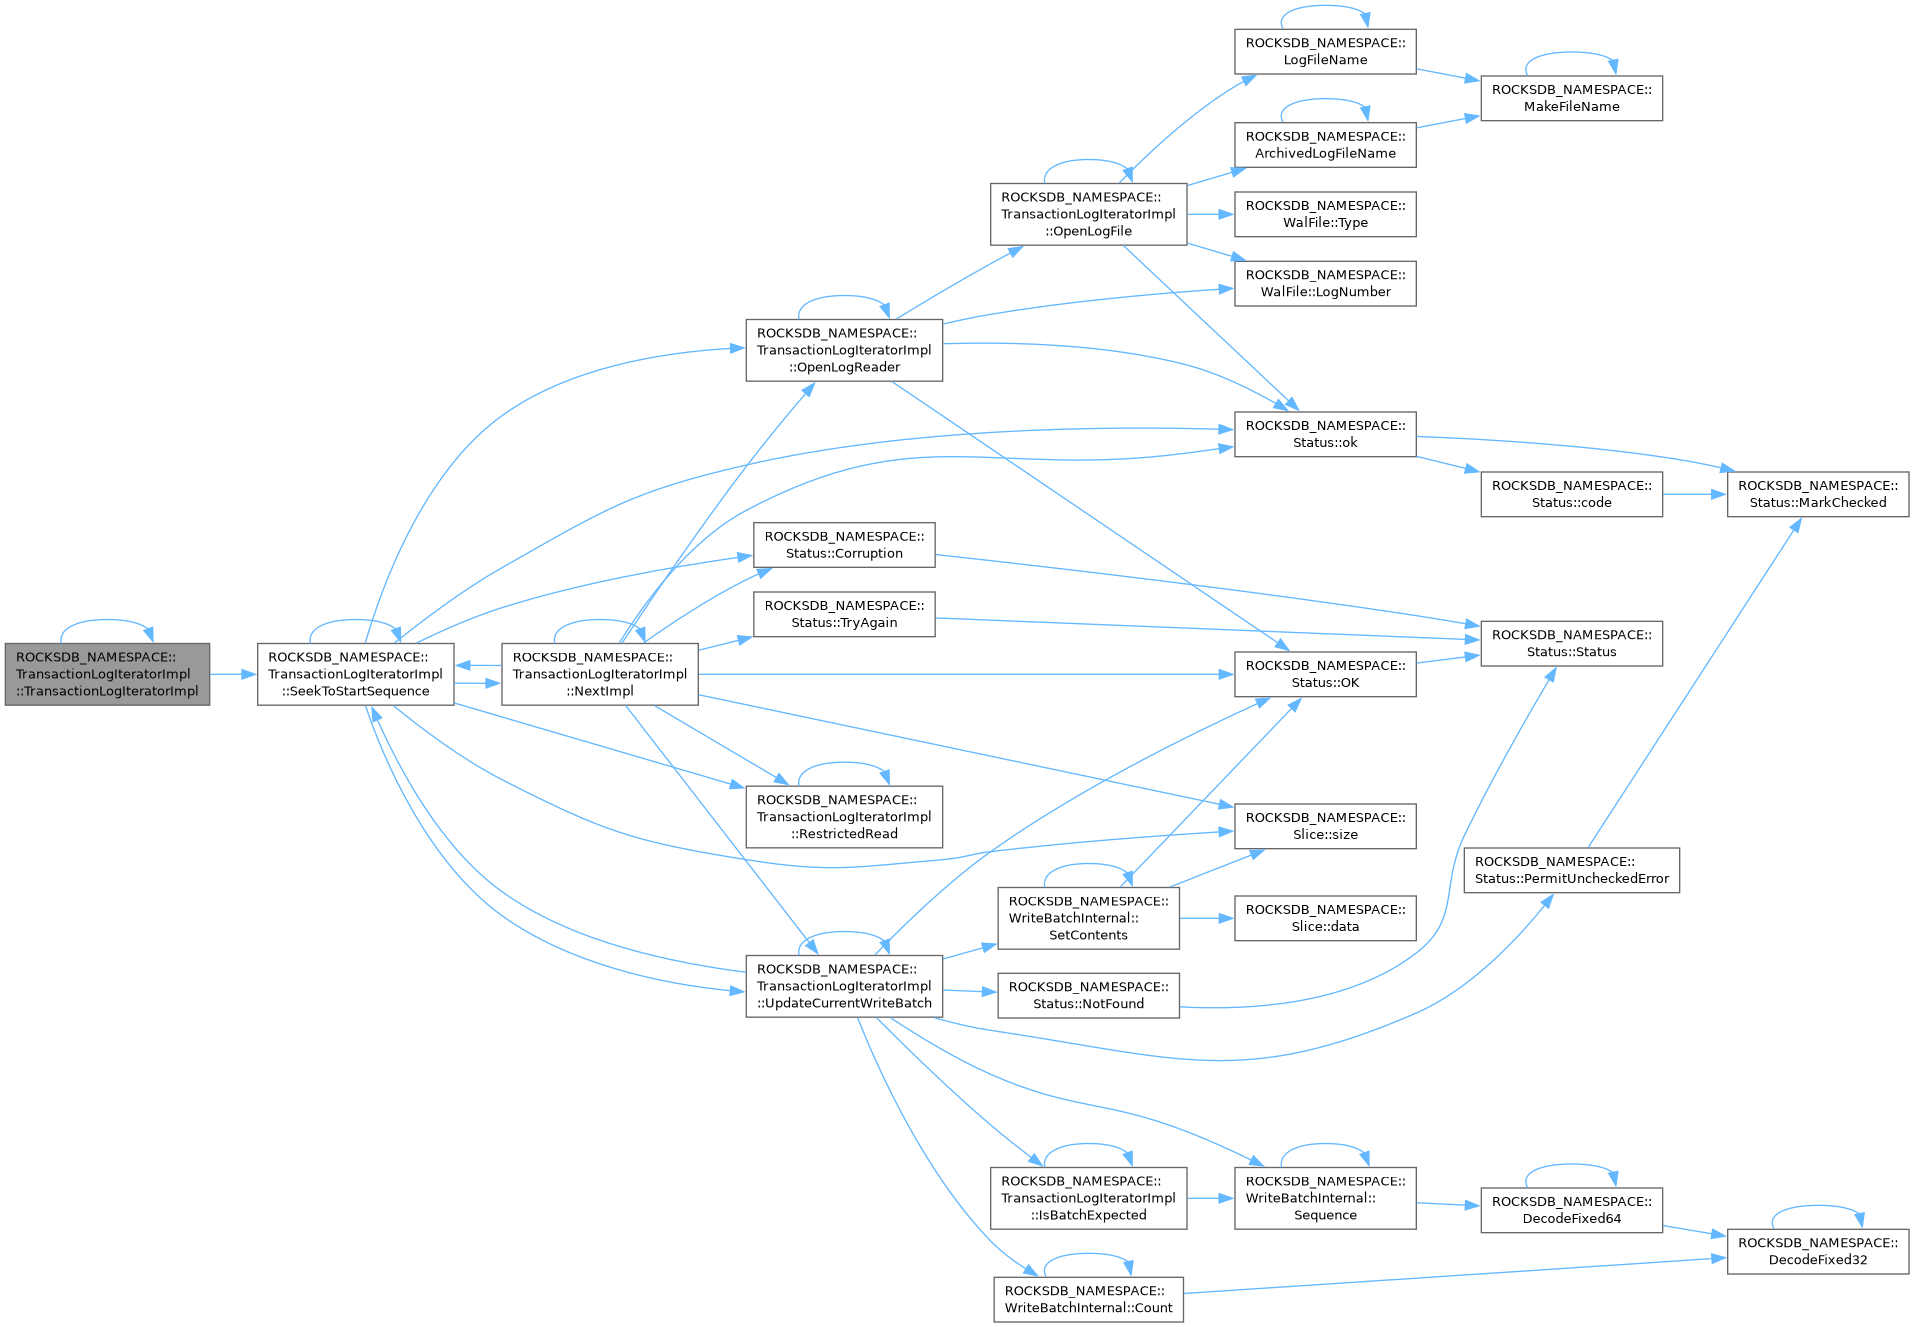 ROCKSDB_NAMESPACE::
TransactionLogIteratorImpl
::TransactionLogIteratorImpl
ROCKSDB_NAMESPACE::
TransactionLogIteratorImpl
::SeekToStartSequence
ROCKSDB_NAMESPACE::
TransactionLogIteratorImpl
::NextImpl
ROCKSDB_NAMESPACE::
TransactionLogIteratorImpl
::OpenLogReader
ROCKSDB_NAMESPACE::
Status::Corruption
ROCKSDB_NAMESPACE::
Status::TryAgain
ROCKSDB_NAMESPACE::
TransactionLogIteratorImpl
::RestrictedRead
ROCKSDB_NAMESPACE::
TransactionLogIteratorImpl
::UpdateCurrentWriteBatch
ROCKSDB_NAMESPACE::
TransactionLogIteratorImpl
::OpenLogFile
ROCKSDB_NAMESPACE::
WriteBatchInternal::
SetContents
ROCKSDB_NAMESPACE::
Status::NotFound
ROCKSDB_NAMESPACE::
TransactionLogIteratorImpl
::IsBatchExpected
ROCKSDB_NAMESPACE::
WriteBatchInternal::Count
ROCKSDB_NAMESPACE::
LogFileName
ROCKSDB_NAMESPACE::
ArchivedLogFileName
ROCKSDB_NAMESPACE::
WalFile::Type
ROCKSDB_NAMESPACE::
WalFile::LogNumber
ROCKSDB_NAMESPACE::
Status::ok
ROCKSDB_NAMESPACE::
Status::OK
ROCKSDB_NAMESPACE::
Slice::size
ROCKSDB_NAMESPACE::
Slice::data
ROCKSDB_NAMESPACE::
WriteBatchInternal::
Sequence
ROCKSDB_NAMESPACE::
MakeFileName
ROCKSDB_NAMESPACE::
Status::code
ROCKSDB_NAMESPACE::
Status::Status
ROCKSDB_NAMESPACE::
Status::PermitUncheckedError
ROCKSDB_NAMESPACE::
DecodeFixed64
ROCKSDB_NAMESPACE::
Status::MarkChecked
ROCKSDB_NAMESPACE::
DecodeFixed32